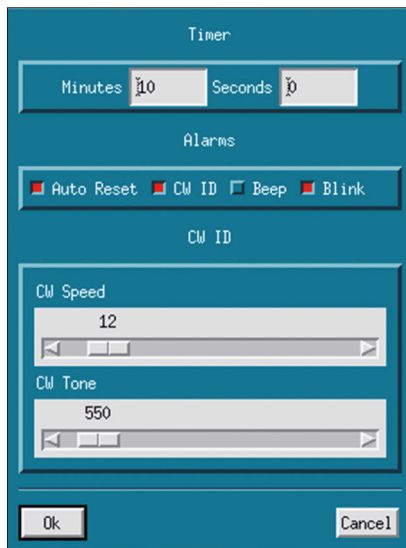 Timer
Minutes 10 Seconds 0
Alarms
Auto Reset CW ID Beep Blink
CW ID
CW Speed
12
CW Tone
550
Ok Cancel